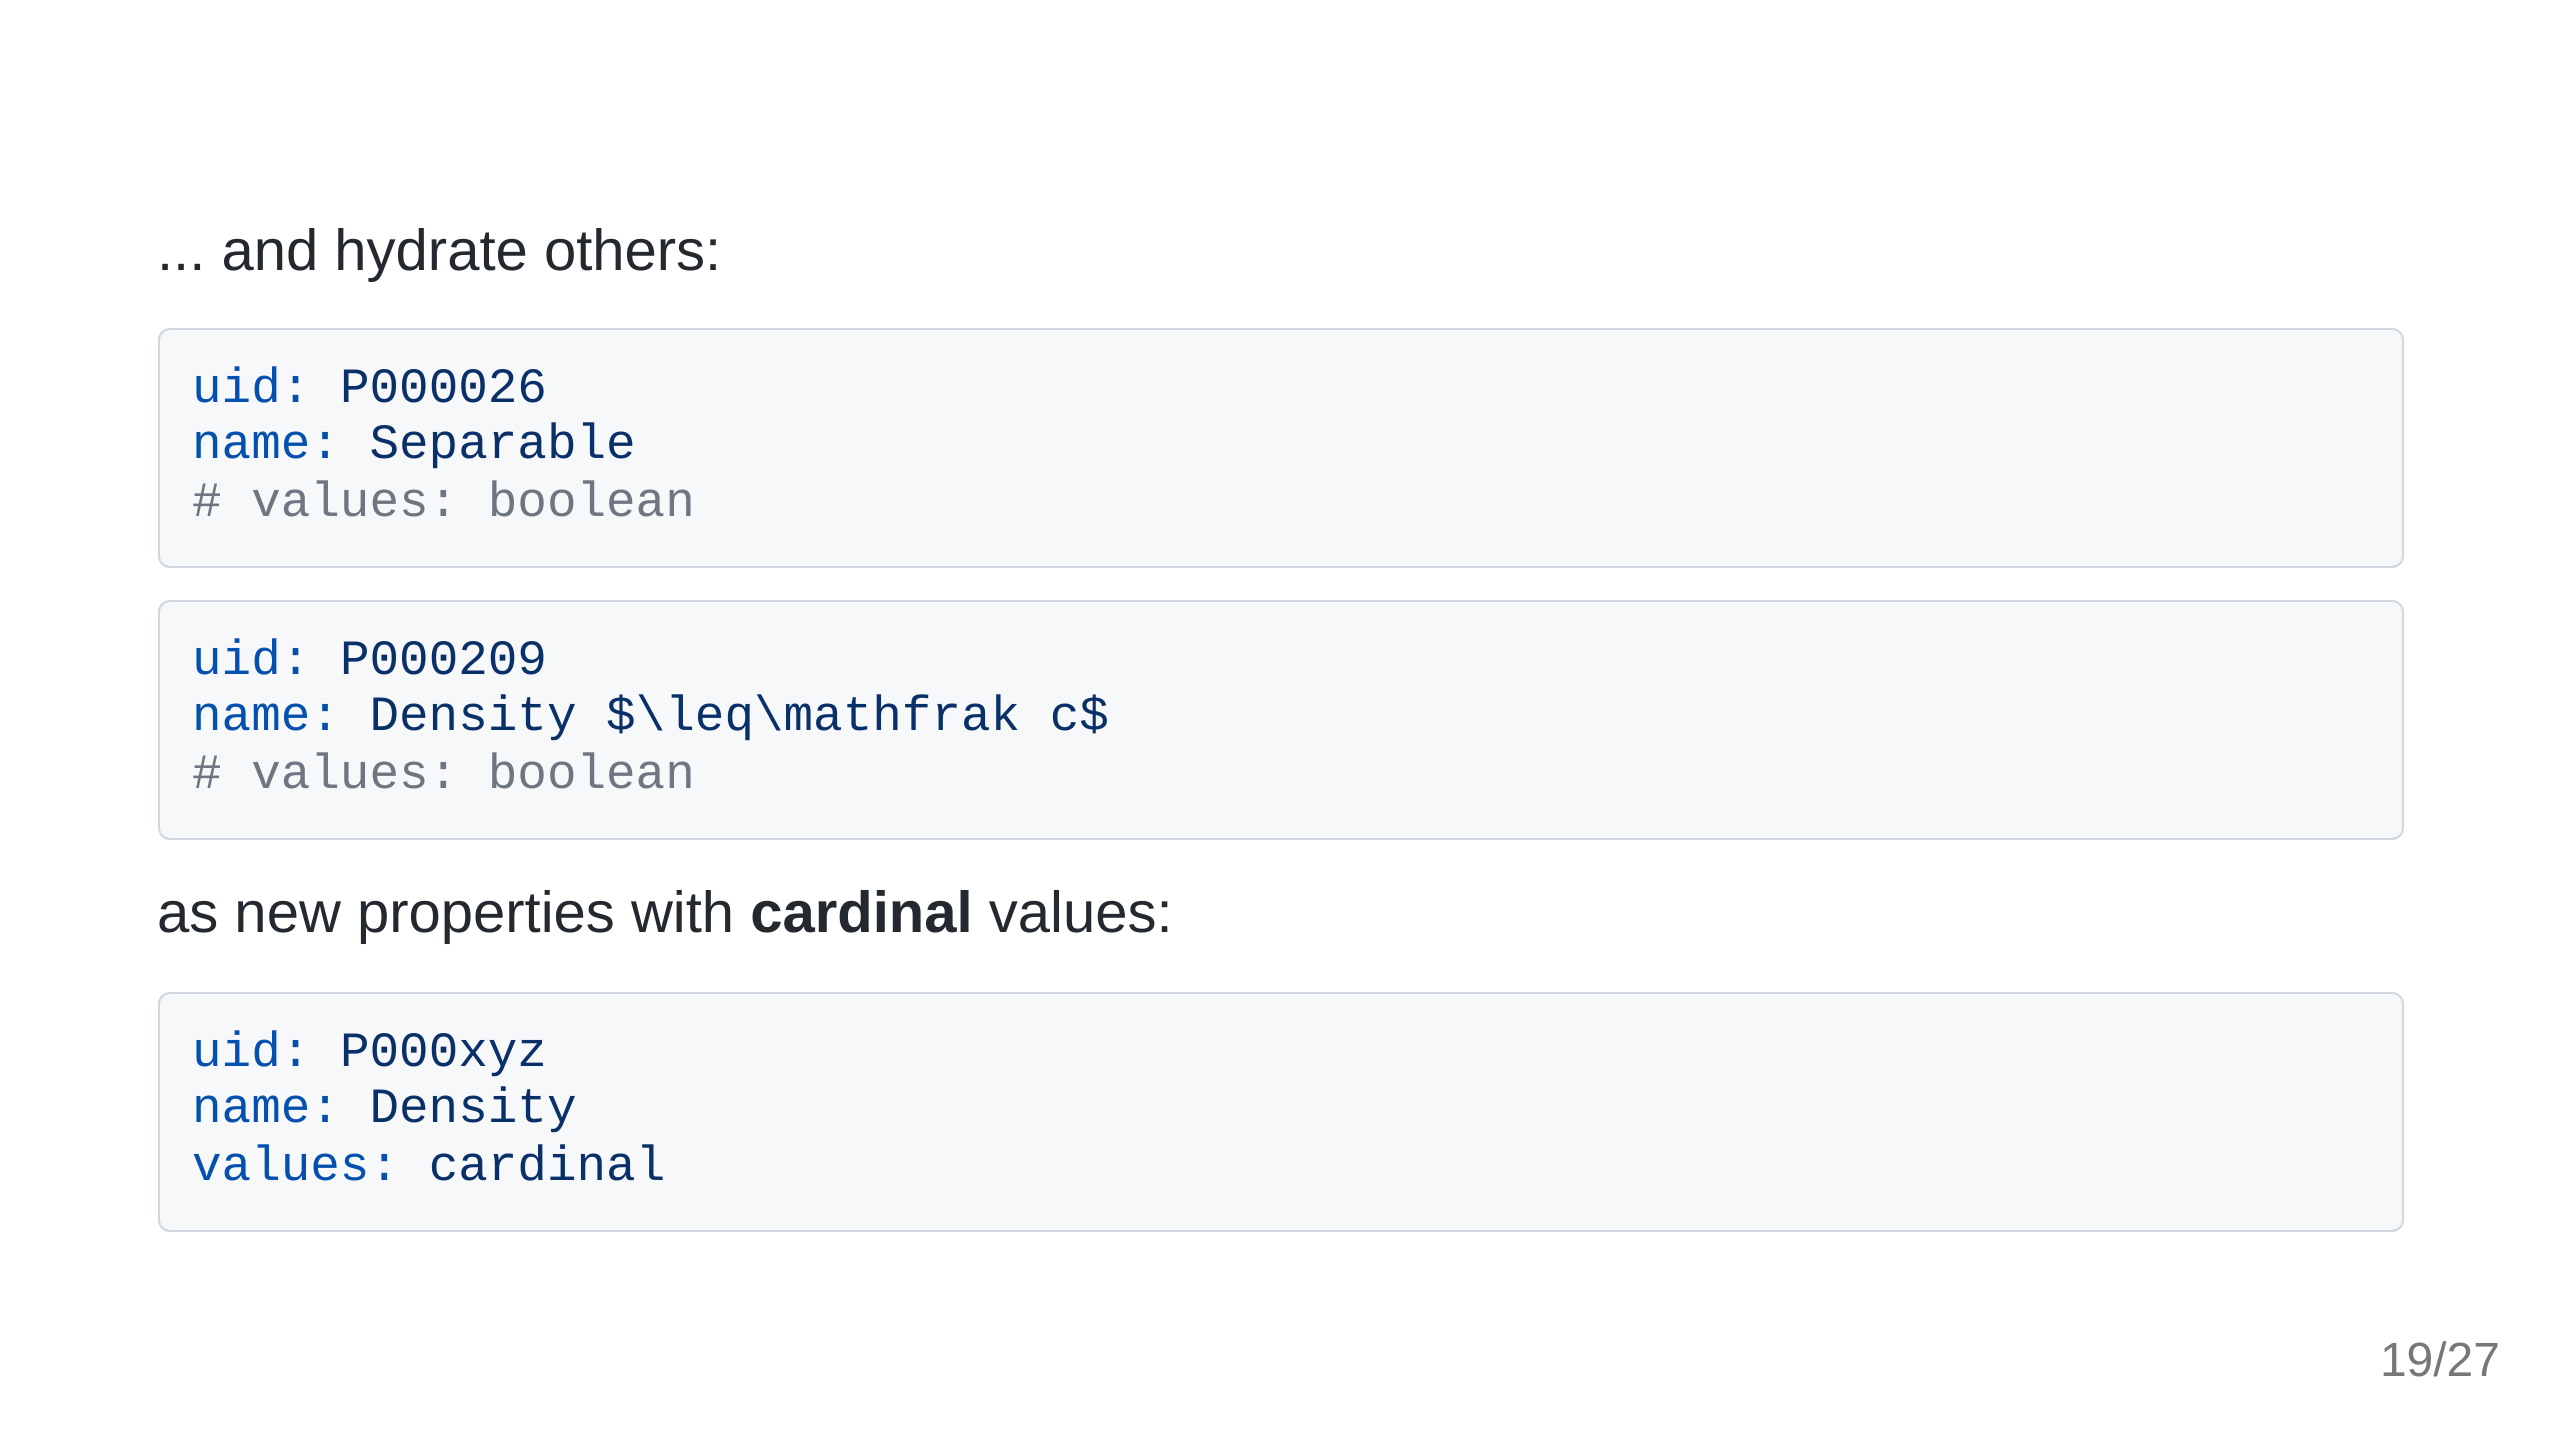 ... and hydrate others:
uid: P000026
name: Separable
# values: boolean
uid: P000209
name: Density $\leq\mathfrak c$
# values: boolean
as new properties with cardinal values:
uid: P000xyz
name: Density
values: cardinal
19/27